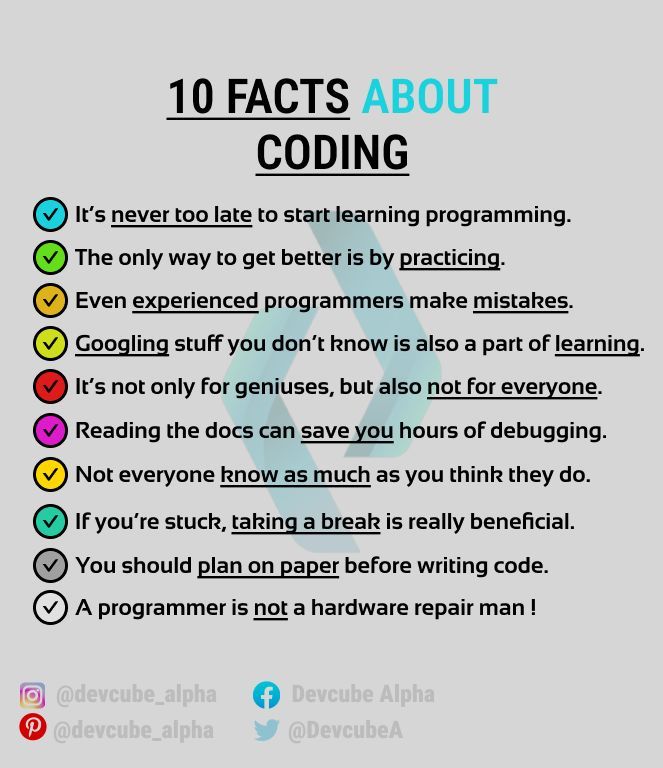 10 FACTS ABOUT
CODING
It's never too late to start learning programming.
The only way to get better is by practicing.
Even experienced programmers make mistakes.
Googling stuff you don't know is also a part of learning.
It's not only for geniuses, but also not for everyone.
Reading the docs can save you hours of debugging.
Not everyone know as much as you think they do.
If you're stuck, taking a break is really beneficial.
You should plan on paper before writing code.
A programmer is not a hardware repair man !
@devcube_alpha Devcube Alpha
@devcube_alpha @DevcubeA